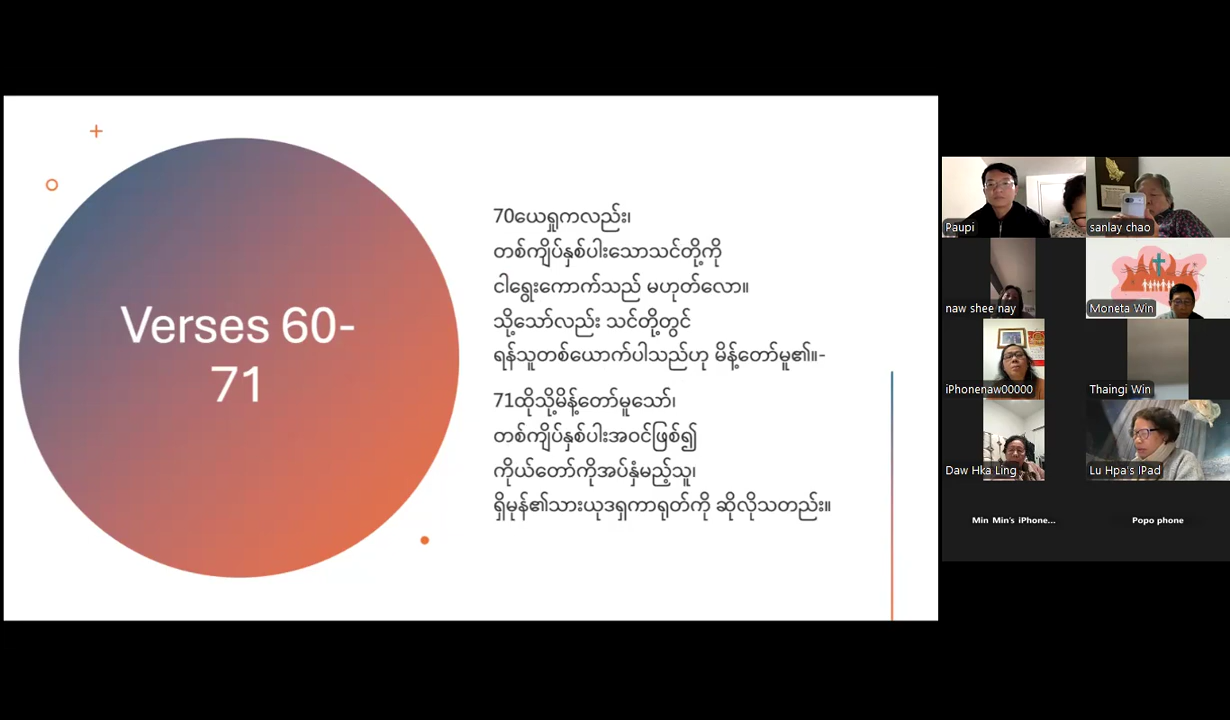 Verses 60-
71
70ယေရှုကလည်း၊
တစ်ကျိပ်နှစ်ပါးသောသင်တို့ကို
ငါရွေးကောက်သည် မဟုတ်လော။
သို့သော်လည်း သင်တို့တွင်
ရန်သူတစ်ယောက်ပါသည်ဟု မိန့်တော်မူ၏။-
71ထိုသို့မိန့်တော်မူသော်၊
တစ်ကျိပ်နှစ်ပါးအဝင်ဖြစ်၍
ကိုယ်တော်ကိုအပ်နှံမည့်သူ၊
ရှိမုန်၏သားယုဒရှကာရုတ်ကို ဆိုလိုသတည်း။
Paupi
sanlay chao
naw shee nay
Moneta Win
iPhonenaw00000
Thaingi Win
Daw Hka Ling
Lu Hpa's IPad
Min Min's iPhone...
Popo phone